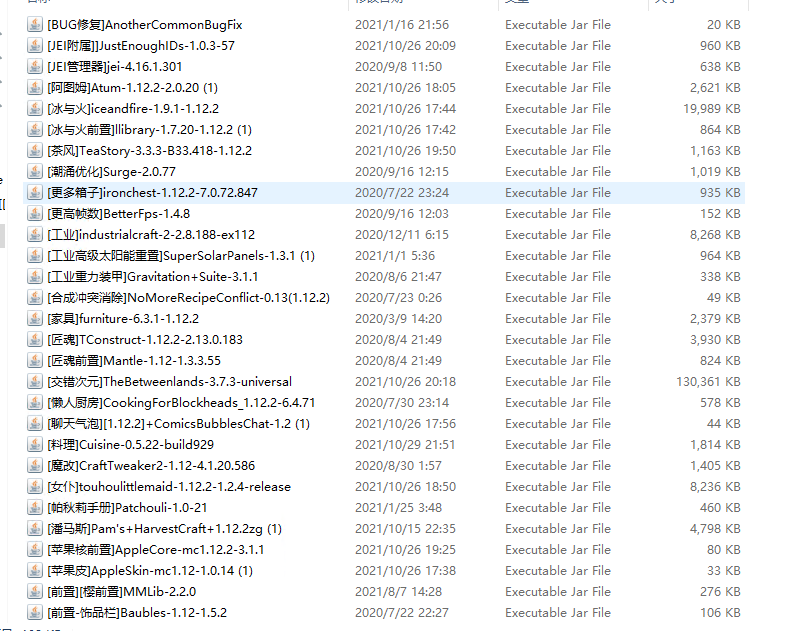 [BUG修复]AnotherCommonBugFix 2021/1/16 21:56 Executable Jar File 20 KB
[JEI附属]]JustEnoughIDs-1.0.3-57 2021/10/26 20:09 Executable Jar File 960 KB
[JEI管理器]jei-4.16.1.301 2020/9/8 11:50 Executable Jar File 638 KB
[阿图姆]Atum-1.12.2-2.0.20 (1) 2021/10/26 18:05 Executable Jar File 2,621 KB
[冰与火]iceandfire-1.9.1-1.12.2 2021/10/26 17:44 Executable Jar File 19,989 KB
[冰与火前置]llibrary-1.7.20-1.12.2 (1) 2021/10/26 17:42 Executable Jar File 864 KB
[茶风]TeaStory-3.3.3-B33.418-1.12.2 2021/10/26 19:50 Executable Jar File 1,163 KB
[潮涌优化]Surge-2.0.77 2020/9/16 12:15 Executable Jar File 1,019 KB
[更多箱子]ironchest-1.12.2-7.0.72.847 2020/7/22 23:24 Executable Jar File 935 KB
[更高帧数]BetterFps-1.4.8 2020/9/16 12:03 Executable Jar File 152 KB
[工业]industrialcraft-2-2.8.188-ex112 2020/12/11 6:15 Executable Jar File 8,268 KB
[工业高级太阳能重置]SuperSolarPanels-1.3.1 (1) 2021/1/1 5:36 Executable Jar File 964 KB
[工业重力装甲]Gravitation+Suite-3.1.1 2020/8/6 21:47 Executable Jar File 338 KB
[合成冲突消除]NoMoreRecipeConflict-0.13(1.12.2) 2020/7/23 0:26 Executable Jar File 49 KB
[家具]furniture-6.3.1-1.12.2 2020/3/9 14:20 Executable Jar File 2,379 KB
[匠魂]TConstruct-1.12.2-2.13.0.183 2020/8/4 21:49 Executable Jar File 3,930 KB
[匠魂前置]Mantle-1.12-1.3.3.55 2020/8/4 21:49 Executable Jar File 824 KB
[交错次元]TheBetweenlands-3.7.3-universal 2021/10/26 20:18 Executable Jar File 130,361 KB
[懒人厨房]CookingForBlockheads_1.12.2-6.4.71 2020/7/30 23:14 Executable Jar File 578 KB
[聊天气泡][1.12.2]+ComicsBubblesChat-1.2 (1) 2021/10/26 17:56 Executable Jar File 44 KB
[料理]Cuisine-0.5.22-build929 2021/10/29 21:51 Executable Jar File 1,814 KB
[魔改]CraftTweaker2-1.12-4.1.20.586 2020/8/30 1:57 Executable Jar File 1,405 KB
[女仆]touhoulittlemaid-1.12.2-1.2.4-release 2021/10/26 18:50 Executable Jar File 8,236 KB
[帕秋莉手册]Patchouli-1.0-21 2021/1/25 3:48 Executable Jar File 460 KB
[潘马斯]Pam's+HarvestCraft+1.12.2zg (1) 2021/10/15 22:35 Executable Jar File 4,798 KB
[苹果核前置]AppleCore-mc1.12.2-3.1.1 2021/10/26 19:25 Executable Jar File 80 KB
[苹果皮]AppleSkin-mc1.12-1.0.14 (1) 2021/10/26 17:38 Executable Jar File 33 KB
[前置][樱前置]MMLib-2.2.0 2021/8/7 14:28 Executable Jar File 276 KB
[前置-饰品栏]Baubles-1.12-1.5.2 2020/7/22 22:27 Executable Jar File 106 KB